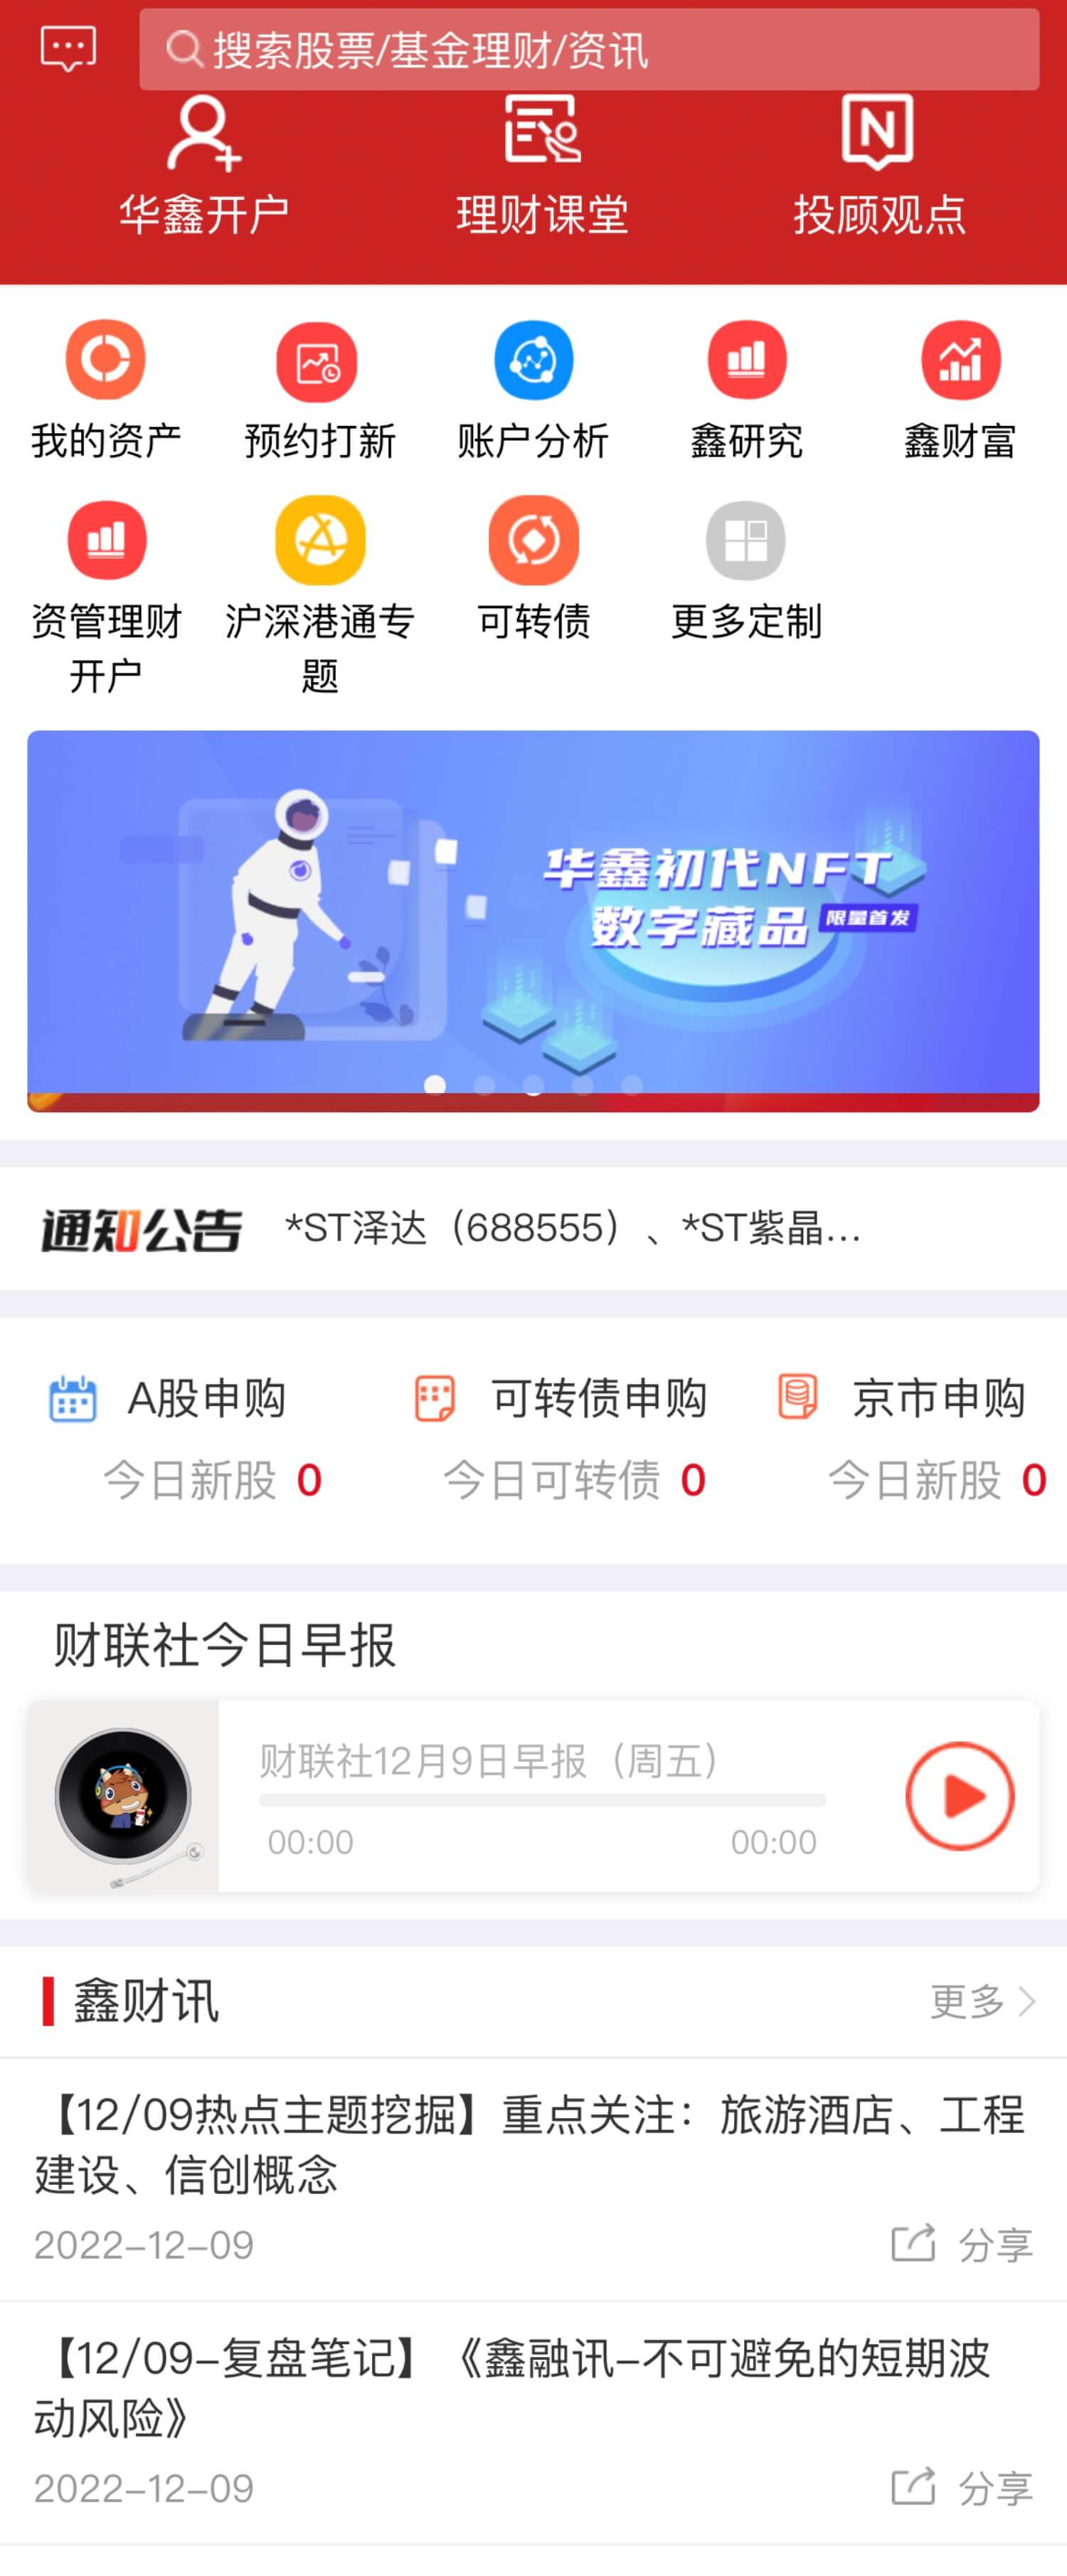 搜索股票/基金理财/资讯
华鑫开户 理财课堂 投顾观点
我的资产 预约打新 账户分析 鑫研究 鑫财富
资管理财 沪深港通专 可转债 更多定制
开户 题
华鑫初代NFT
数字藏品 限量首发
通知公告 *ST泽达（688555）、*ST紫晶...
A股申购 可转债申购 京市申购
今日新股 0 今日可转债 0 今日新股 0
财联社今日早报
财联社12月9日早报（周五）
00:00 00:00
鑫财讯 更多
【12/09热点主题挖掘】重点关注：旅游酒店、工程
建设、信创概念
2022-12-09 分享
【12/09-复盘笔记】《鑫融讯-不可避免的短期波
动风险》
2022-12-09 分享